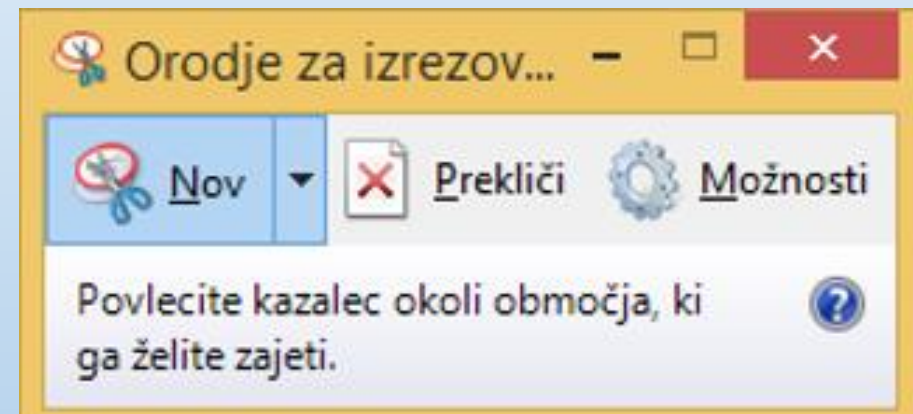 Orodje za izrezov...
Nov Prekliči Možnosti
Povlecite kazalec okoli območja, ki
ga želite zajeti.